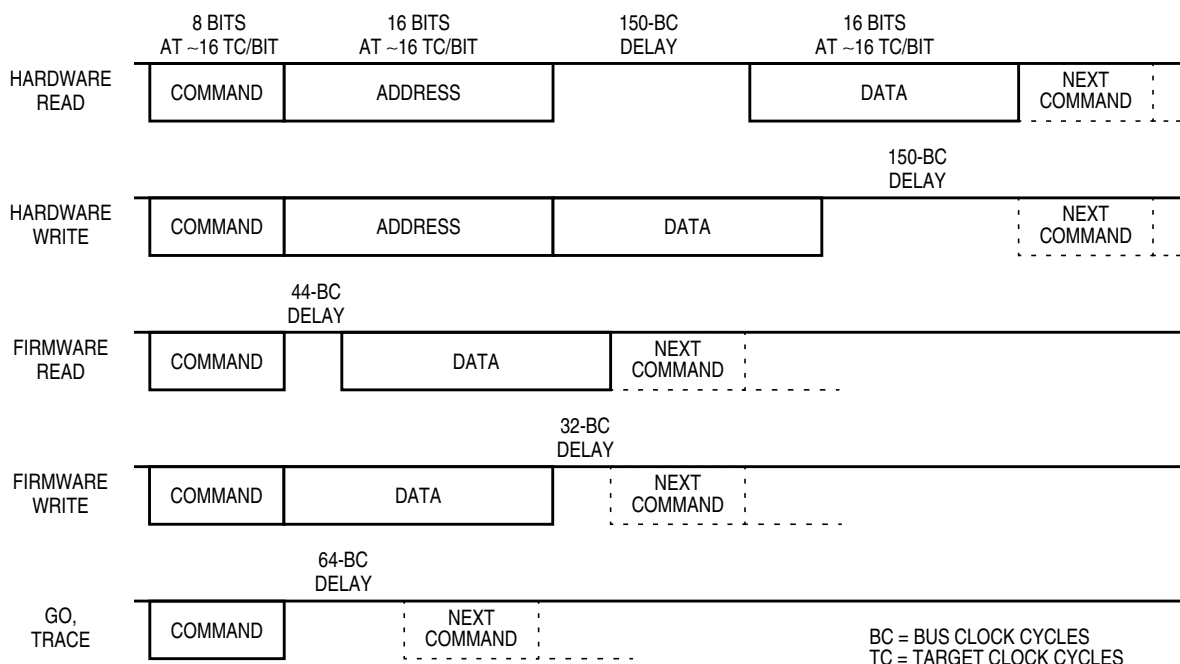 8 BITS
AT ~16 TC/BIT
16 BITS
AT ~16 TC/BIT
150-BC
DELAY
16 BITS
AT ~16 TC/BIT
HARDWARE
READ
COMMAND
ADDRESS
DATA
NEXT
COMMAND
150-BC
DELAY
HARDWARE
WRITE
COMMAND
ADDRESS
DATA
NEXT
COMMAND
44-BC
DELAY
FIRMWARE
READ
COMMAND
DATA
NEXT
COMMAND
32-BC
DELAY
FIRMWARE
WRITE
COMMAND
DATA
NEXT
COMMAND
64-BC
DELAY
GO,
TRACE
COMMAND
NEXT
COMMAND
BC = BUS CLOCK CYCLES
TC = TARGET CLOCK CYCLES